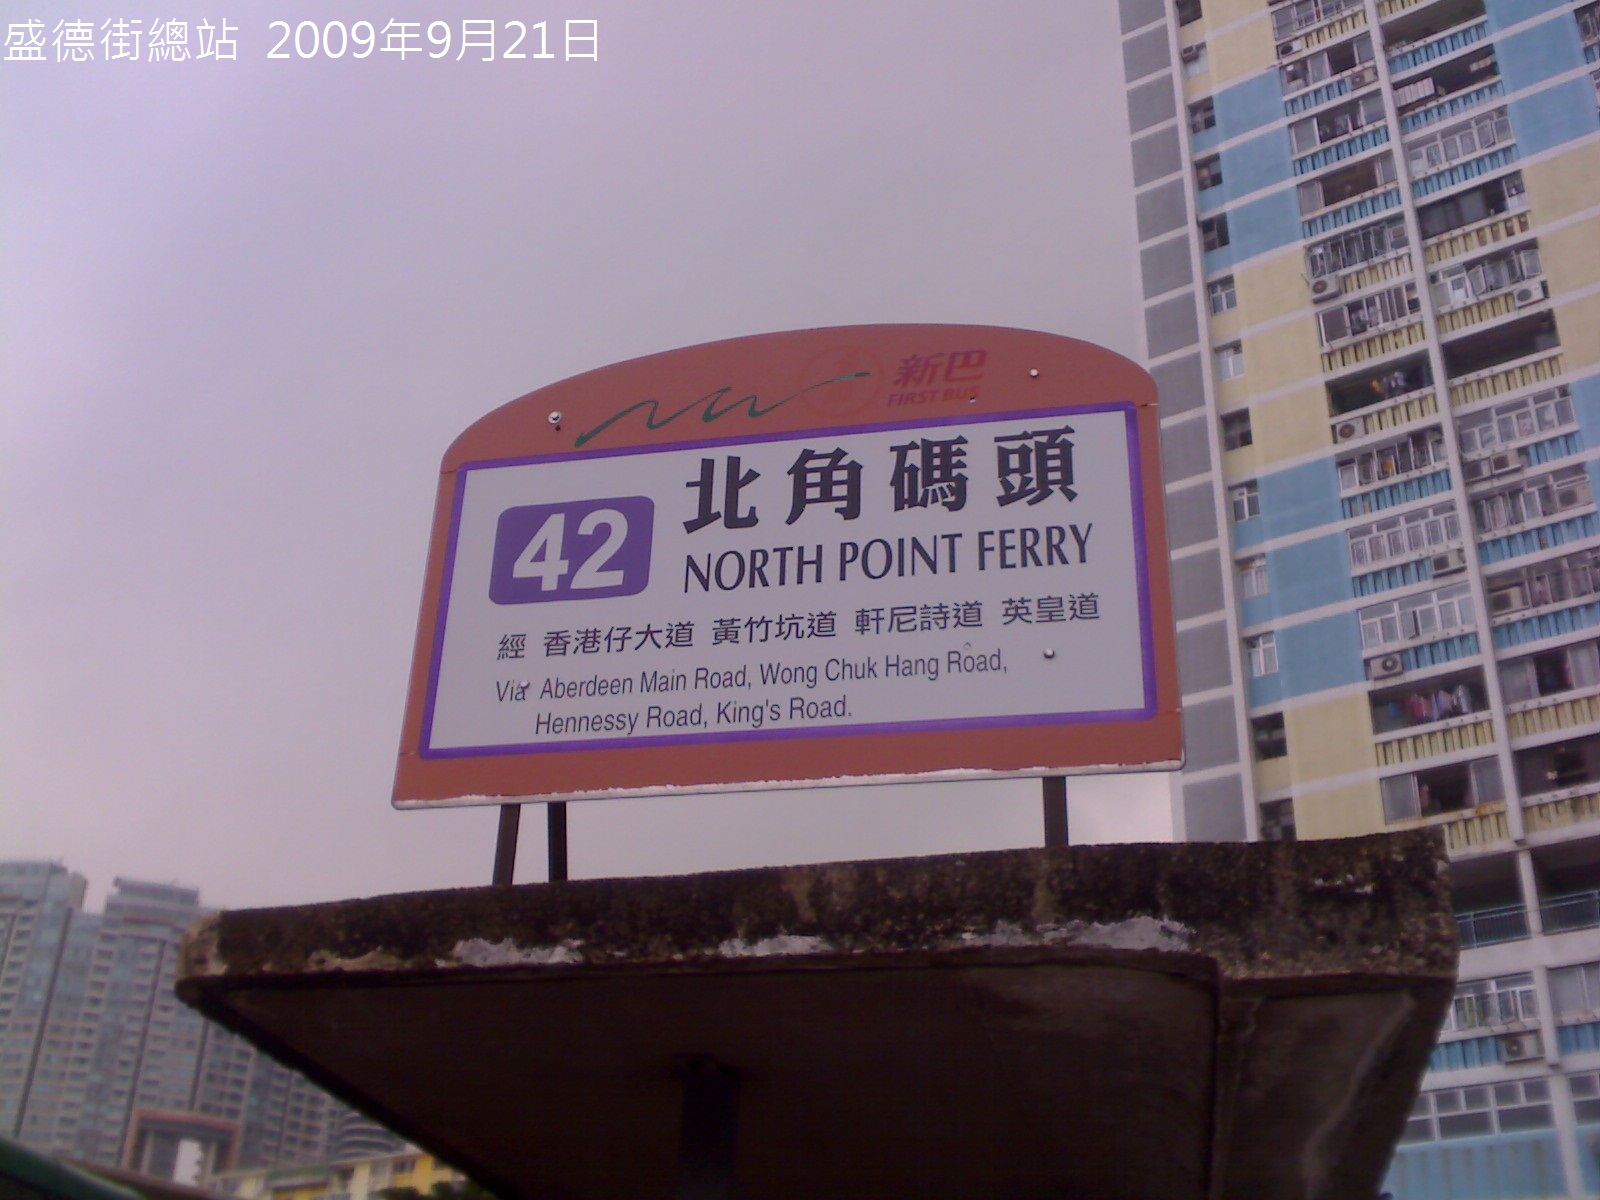 盛德街總站 2009年9月21日
新巴
FIRST BUS
42
北角碼頭
NORTH POINT FERRY
經 香港仔大道 黃竹坑道 軒尼詩道 英皇道
Via Aberdeen Main Road, Wong Chuk Hang Road,
Hennessy Road, King's Road.